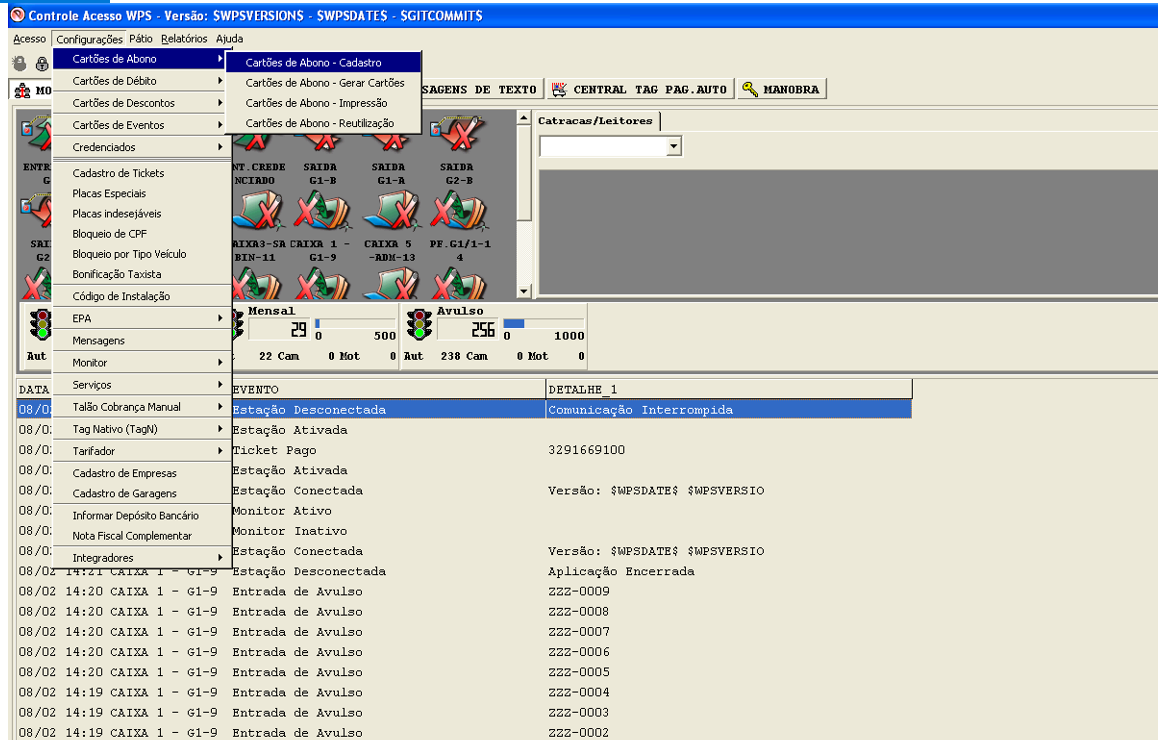 Controle Acesso WPS - Versão: $WPSVERSION$ - $WPSDATE$ - $GITCOMMIT$
Acesso Configurações Pátio Relatórios Ajuda
Cartões de Abono
Cartões de Débito
Cartões de Descontos
Cartões de Eventos
Credenciados
Cadastro de Tickets
Placas Especiais
Placas indesejáveis
Bloqueio de CPF
Bloqueio por Tipo Veículo
Bonificação Taxista
Código de Instalação
EPA
Mensagens
Monitor
Serviços
Talão Cobrança Manual
Tag Nativo (TagN)
Tarifador
Cadastro de Empresas
Cadastro de Garagens
Informar Depósito Bancário
Nota Fiscal Complementar
Integradores
Cartões de Abono - Cadastro
Cartões de Abono - Gerar Cartões
Cartões de Abono - Impressão
Cartões de Abono - Reutilização
MO SAGENS DE TEXTO CENTRAL TAG PAG.AUTO MANOBRA
Catracas/Leitores
ENTR NT.CREDE SAIDA SAIDA SAIDA
G NCIADO G1-B G1-A G2-B
SAI AIXA3-SA CAIXA 1 - CAIXA 5 PF.G1/1-1
G2 BIN-11 G1-9 -ADM-13 4
Mensal Avulso
29 0 500 256 0 1000
Aut 22 Cam 0 Mot 0 Aut 238 Cam 0 Mot 0
DATA EVENTO DETALHE_1
08/02 Estação Desconectada Comunicação Interrompida
08/02 Estação Ativada
08/02 Ticket Pago 3291669100
08/02 Estação Ativada
08/02 Estação Conectada Versão: $WPSDATE$ $WPSVERSIO
08/02 Monitor Ativo
08/02 Monitor Inativo
08/02 Estação Conectada Versão: $WPSDATE$ $WPSVERSIO
08/02 14:21 CAIXA 1 - G1-9 Estação Desconectada Aplicação Encerrada
08/02 14:20 CAIXA 1 - G1-9 Entrada de Avulso ZZZ-0009
08/02 14:20 CAIXA 1 - G1-9 Entrada de Avulso ZZZ-0008
08/02 14:20 CAIXA 1 - G1-9 Entrada de Avulso ZZZ-0007
08/02 14:20 CAIXA 1 - G1-9 Entrada de Avulso ZZZ-0006
08/02 14:20 CAIXA 1 - G1-9 Entrada de Avulso ZZZ-0005
08/02 14:19 CAIXA 1 - G1-9 Entrada de Avulso ZZZ-0004
08/02 14:19 CAIXA 1 - G1-9 Entrada de Avulso ZZZ-0003
08/02 14:19 CAIXA 1 - G1-9 Entrada de Avulso ZZZ-0002